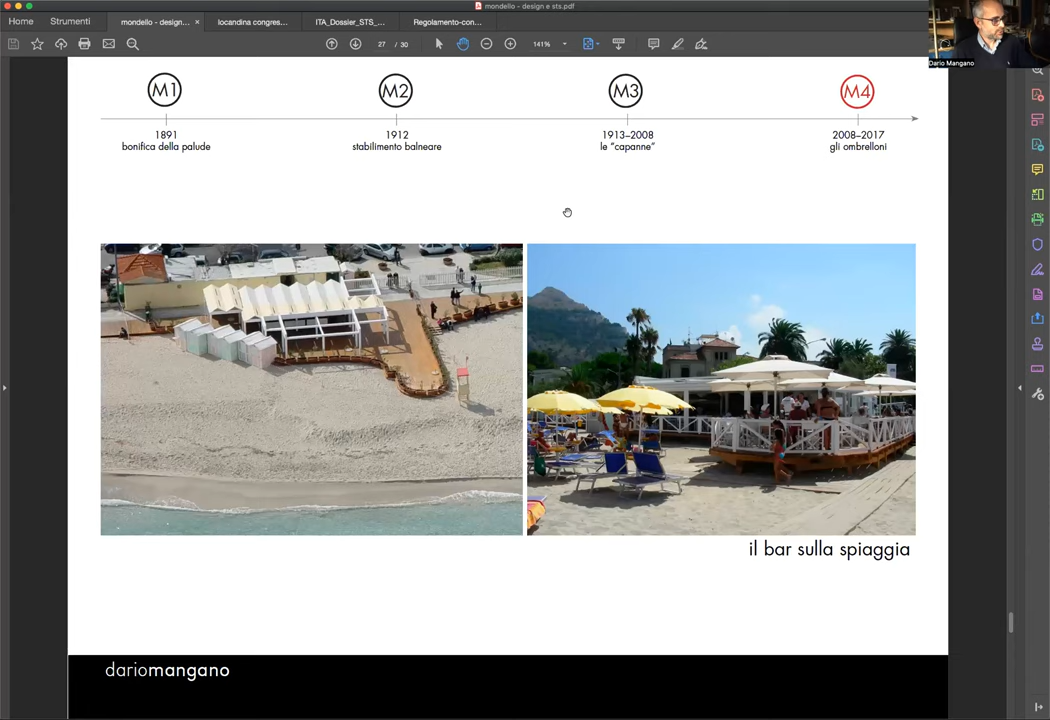 mondello - design e sts.pdf
Home
Strumenti
mondello - design...
locandina congres...
ITA_Dossier_STS_...
Regolamento-con...
27 / 30
141%
Dario Mangano
M1
M2
M3
M4
1891
bonifica della palude
1912
stabilimento balneare
1913–2008
le "capanne"
2008–2017
gli ombrelloni
il bar sulla spiaggia
dariomangano